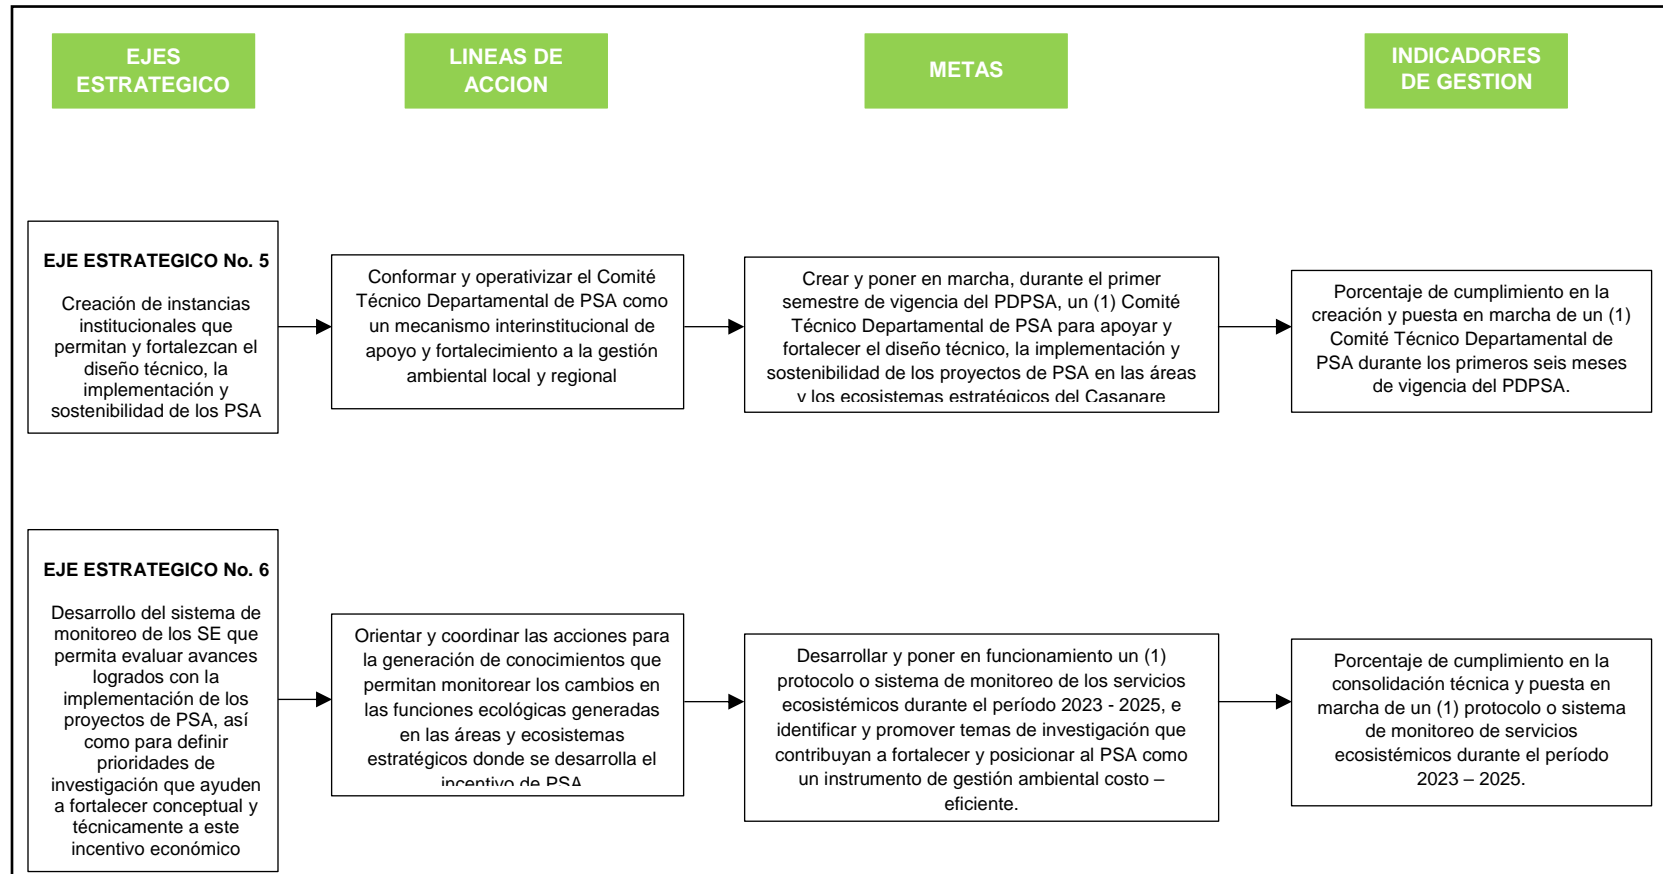 EJES
ESTRATEGICO
LINEAS DE
ACCION
METAS
INDICADORES
DE GESTION
EJE ESTRATEGICO No. 5
Creación de instancias
institucionales que
permitan y fortalezcan el
diseño técnico, la
implementación y
sostenibilidad de los PSA
Conformar y operativizar el Comité
Técnico Departamental de PSA como
un mecanismo interinstitucional de
apoyo y fortalecimiento a la gestión
ambiental local y regional
Crear y poner en marcha, durante el primer
semestre de vigencia del PDPSA, un (1) Comité
Técnico Departamental de PSA para apoyar y
fortalecer el diseño técnico, la implementación y
sostenibilidad de los proyectos de PSA en las áreas
y los ecosistemas estratégicos del Casanare
Porcentaje de cumplimiento en la
creación y puesta en marcha de un (1)
Comité Técnico Departamental de
PSA durante los primeros seis meses
de vigencia del PDPSA.
EJE ESTRATEGICO No. 6
Desarrollo del sistema de
monitoreo de los SE que
permita evaluar avances
logrados con la
implementación de los
proyectos de PSA, así
como para definir
prioridades de
investigación que ayuden
a fortalecer conceptual y
técnicamente a este
incentivo económico
Orientar y coordinar las acciones para
la generación de conocimientos que
permitan monitorear los cambios en
las funciones ecológicas generadas
en las áreas y ecosistemas
estratégicos donde se desarrolla el
incentivo de PSA
Desarrollar y poner en funcionamiento un (1)
protocolo o sistema de monitoreo de los servicios
ecosistémicos durante el período 2023 - 2025, e
identificar y promover temas de investigación que
contribuyan a fortalecer y posicionar al PSA como
un instrumento de gestión ambiental costo –
eficiente.
Porcentaje de cumplimiento en la
consolidación técnica y puesta en
marcha de un (1) protocolo o sistema
de monitoreo de servicios
ecosistémicos durante el período
2023 – 2025.